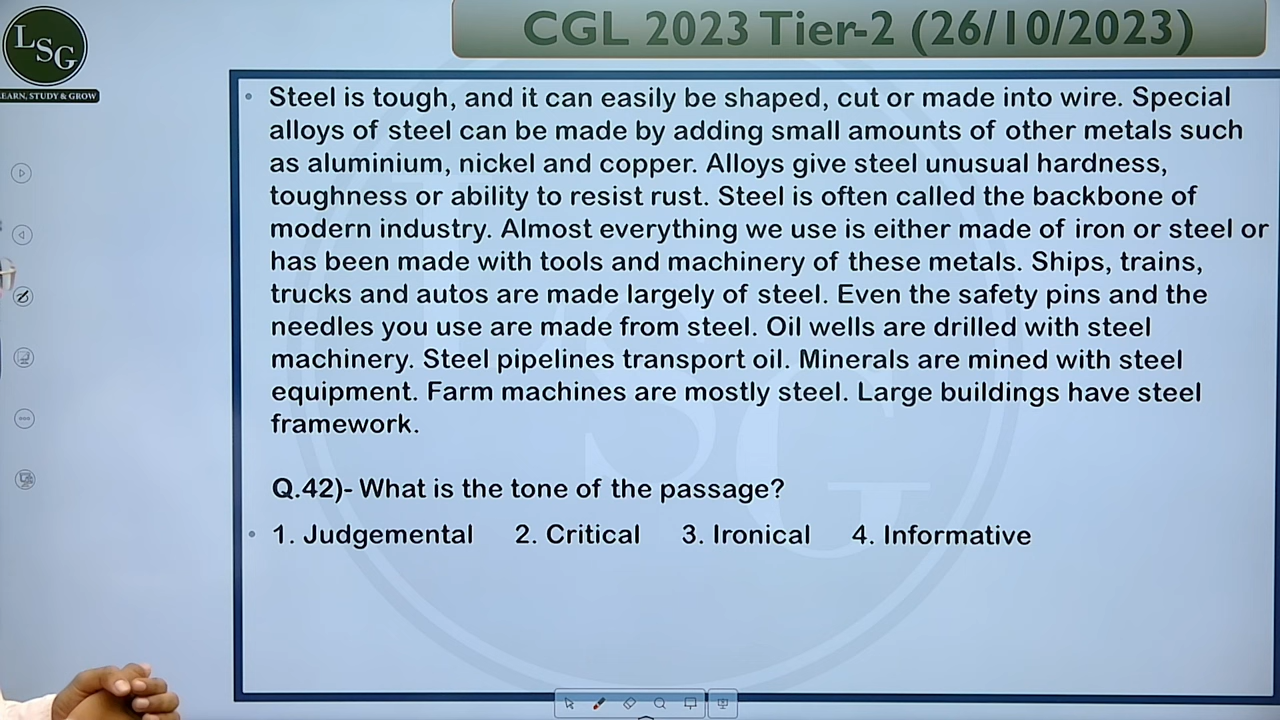 LSG
LEARN, STUDY & GROW
CGL 2023 Tier-2 (26/10/2023)
• Steel is tough, and it can easily be shaped, cut or made into wire. Special
alloys of steel can be made by adding small amounts of other metals such
as aluminium, nickel and copper. Alloys give steel unusual hardness,
toughness or ability to resist rust. Steel is often called the backbone of
modern industry. Almost everything we use is either made of iron or steel or
has been made with tools and machinery of these metals. Ships, trains,
trucks and autos are made largely of steel. Even the safety pins and the
needles you use are made from steel. Oil wells are drilled with steel
machinery. Steel pipelines transport oil. Minerals are mined with steel
equipment. Farm machines are mostly steel. Large buildings have steel
framework.
Q.42)- What is the tone of the passage?
• 1. Judgemental 2. Critical 3. Ironical 4. Informative